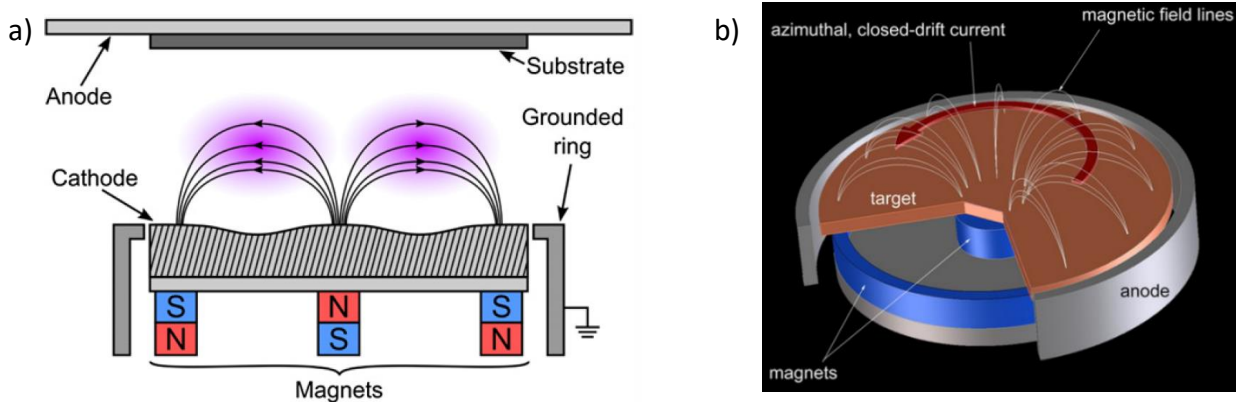 a)
Anode
Substrate
Grounded
ring
Cathode
S
N
N
S
S
N
Magnets
b)
magnetic field lines
azimuthal, closed-drift current
target
anode
magnets